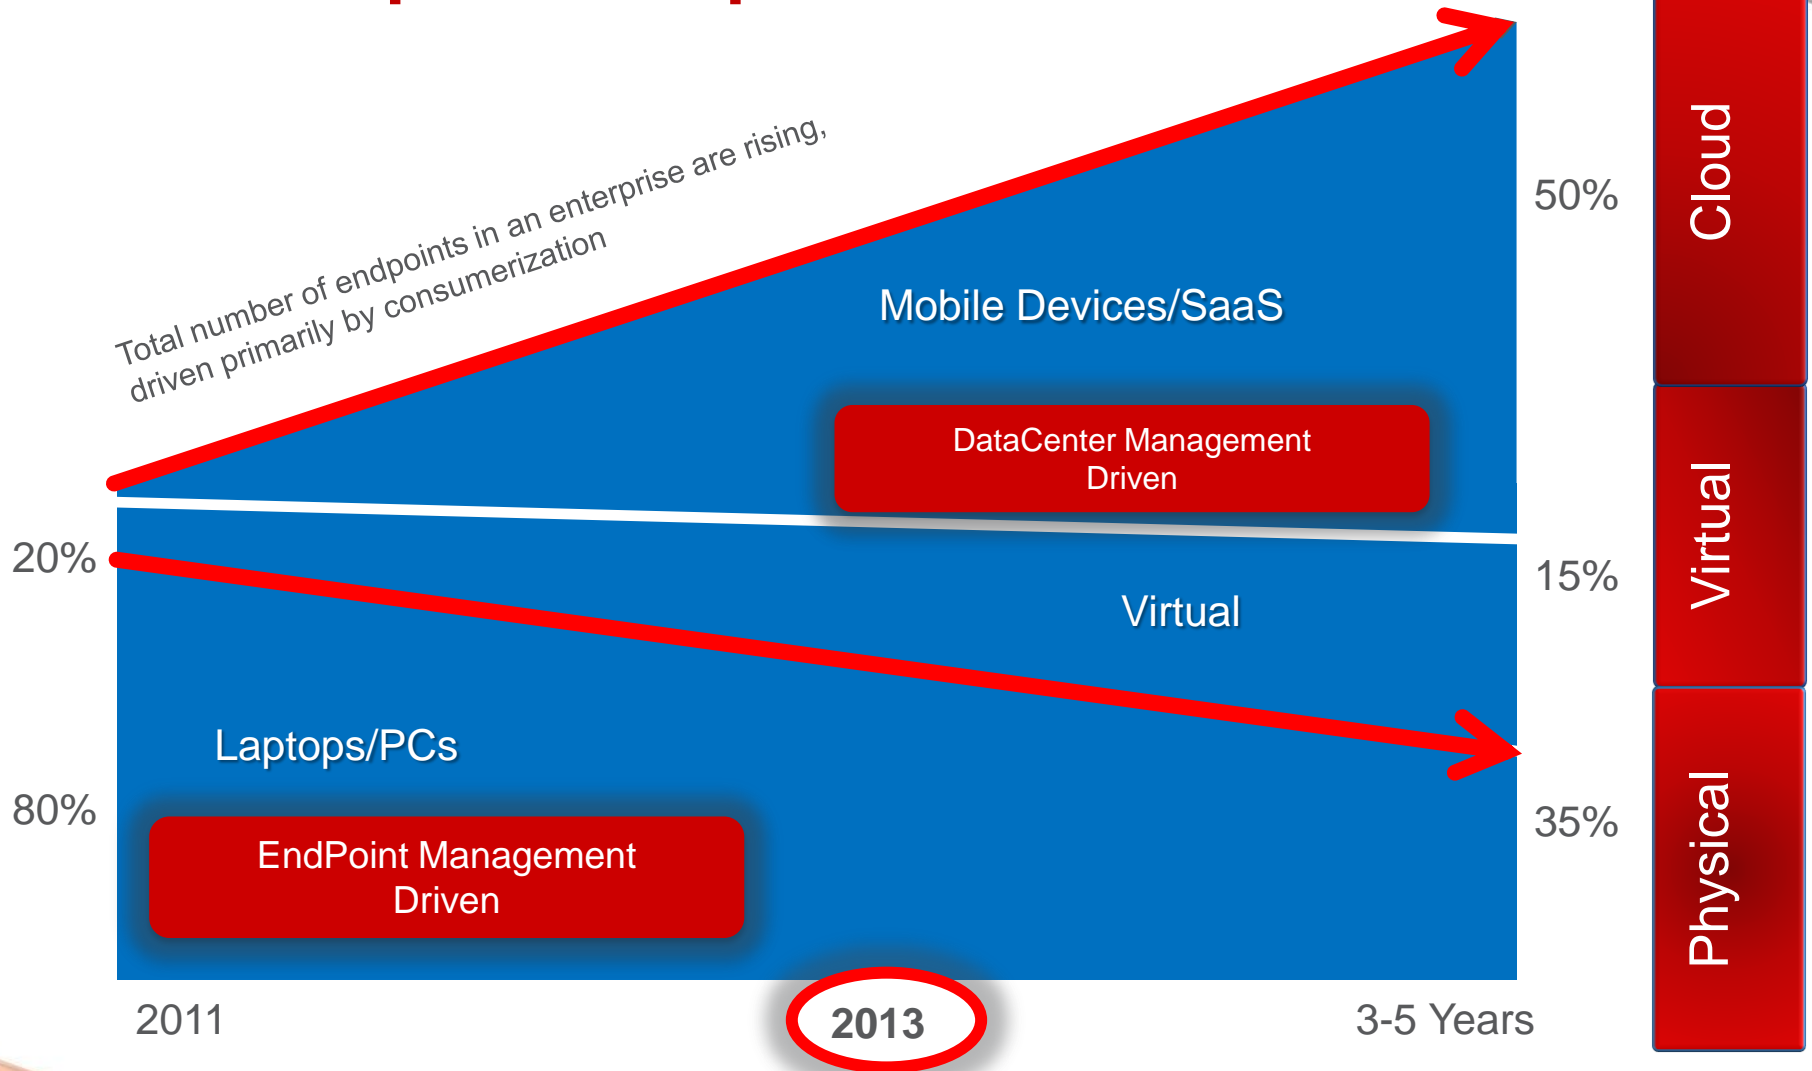 Total number of endpoints in an enterprise are rising,
driven primarily by consumerization
50%
Cloud
Mobile Devices/SaaS
DataCenter Management
Driven
20%
15%
Virtual
Virtual
Laptops/PCs
80%
35%
Physical
EndPoint Management
Driven
2011
2013
3-5 Years